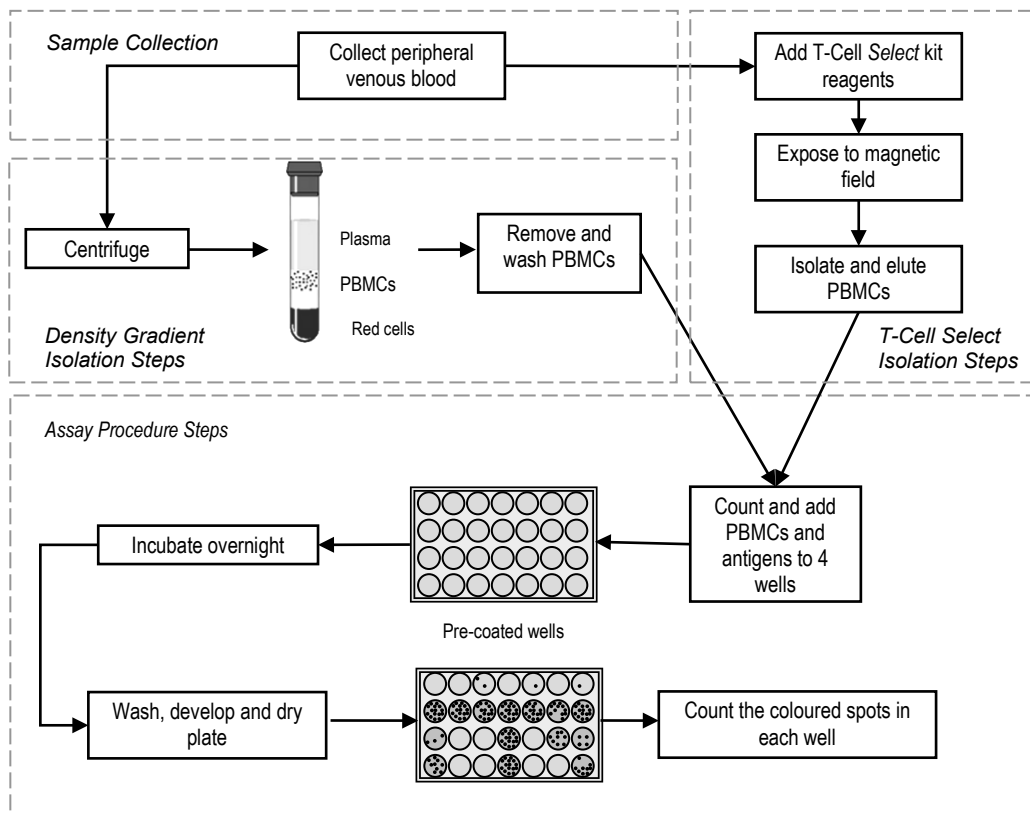 Sample Collection
Collect peripheral
venous blood
Add T-Cell Select kit
reagents
Expose to magnetic
field
Isolate and elute
PBMCs
T-Cell Select
Isolation Steps
Centrifuge
Plasma
PBMCs
Red cells
Remove and
wash PBMCs
Density Gradient
Isolation Steps
Assay Procedure Steps
Count and add
PBMCs and
antigens to 4
wells
Pre-coated wells
Incubate overnight
Wash, develop and dry
plate
Count the coloured spots in
each well